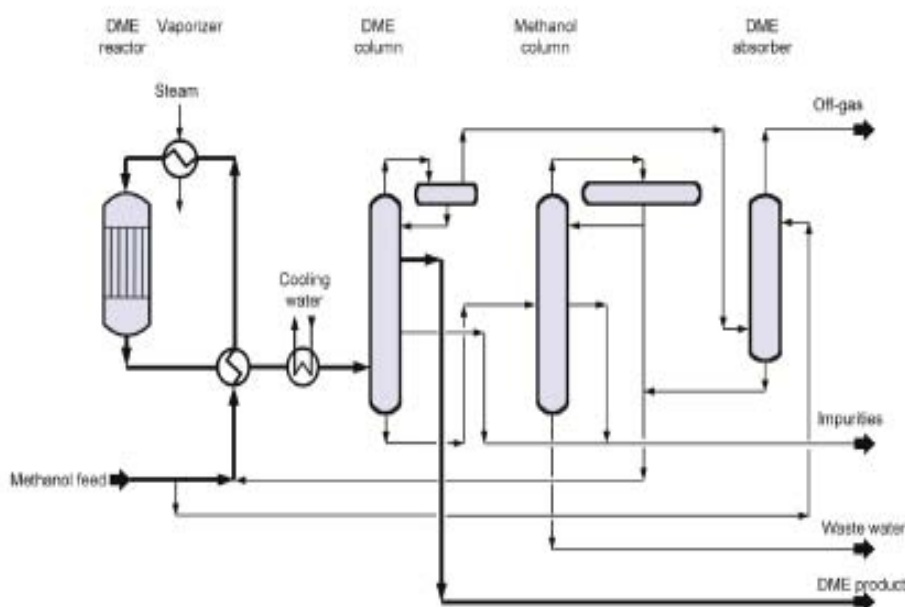 DME Vaporizer DME Methanol DME
reactor column column absorber
Steam
Off-gas
Cooling
water
Impurities
Methanol feed
Waste water
DME product